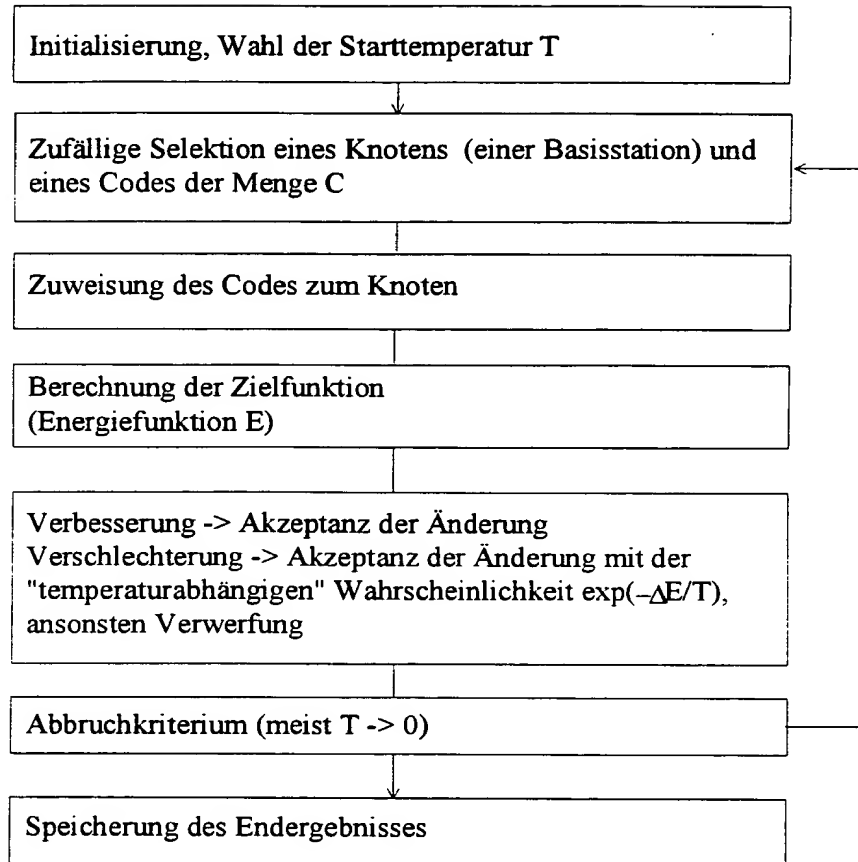 Initialisierung, Wahl der Starttemperatur T
Zufällige Selektion eines Knotens (einer Basisstation) und
eines Codes der Menge C
Zuweisung des Codes zum Knoten
Berechnung der Zielfunktion
(Energiefunktion E)
Verbesserung -> Akzeptanz der Änderung
Verschlechterung -> Akzeptanz der Änderung mit der
"temperaturabhängigen" Wahrscheinlichkeit exp(–ΔE/T),
ansonsten Verwerfung
Abbruchkriterium (meist T -> 0)
Speicherung des Endergebnisses